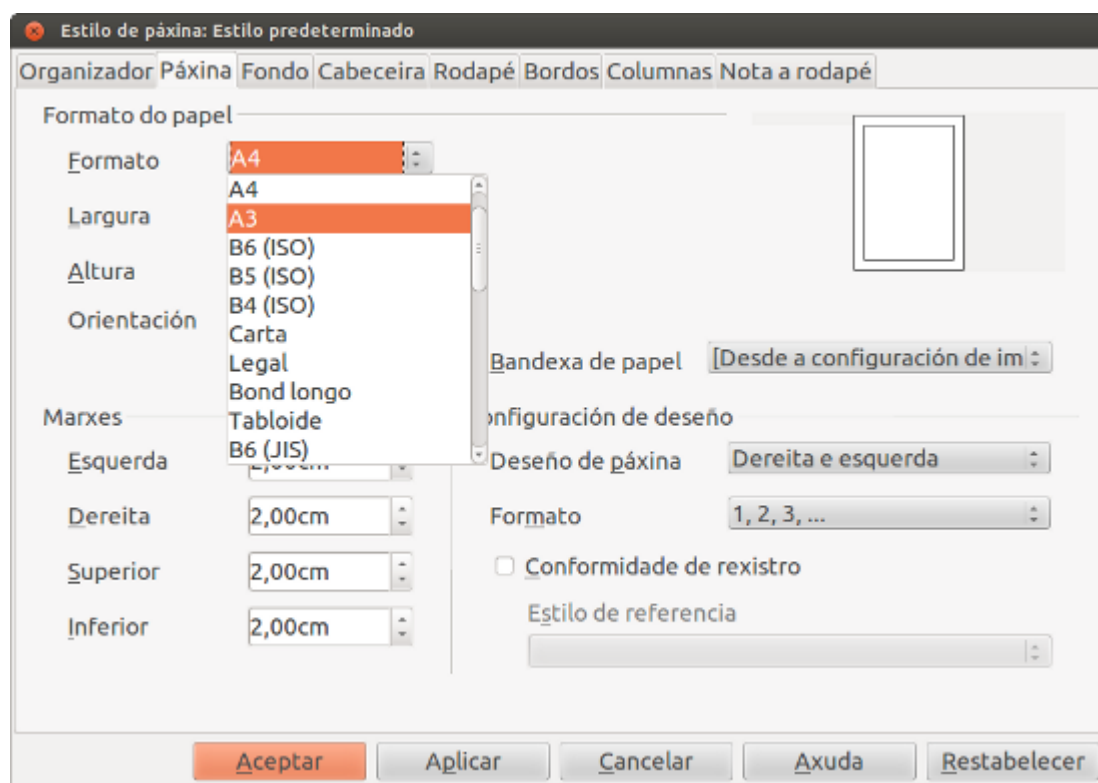 Estilo de páxina: Estilo predeterminado
Organizador Páxina Fondo Cabeceira Rodapé Bordos Columnas Nota a rodapé
Formato do papel
Formato A4
A4
Largura A3
B6 (ISO)
Altura B5 (ISO)
B4 (ISO)
Orientación Carta
Legal
Bandexa de papel [Desde a configuración de im
Bond longo
Marxes Tabloide
deseño
B6 (JIS)
Esquerda
Deseño de páxina Dereita e esquerda
Dereita 2,00cm Formato 1, 2, 3, ...
Superior 2,00cm Conformidade de rexistro
Estilo de referencia
Inferior 2,00cm
Aceptar Aplicar Cancelar Axuda Restabelecer